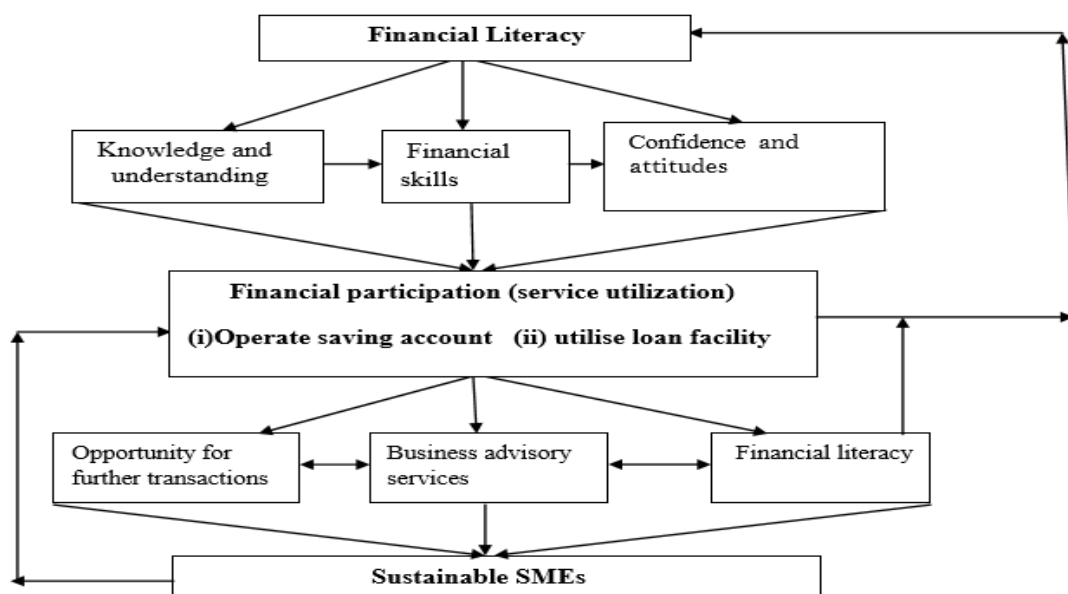 Financial Literacy
Knowledge and
understanding
Financial
skills
Confidence and
attitudes
Financial participation (service utilization)
(i)Operate saving account (ii) utilise loan facility
Opportunity for
further transactions
Business advisory
services
Financial literacy
Sustainable SMEs